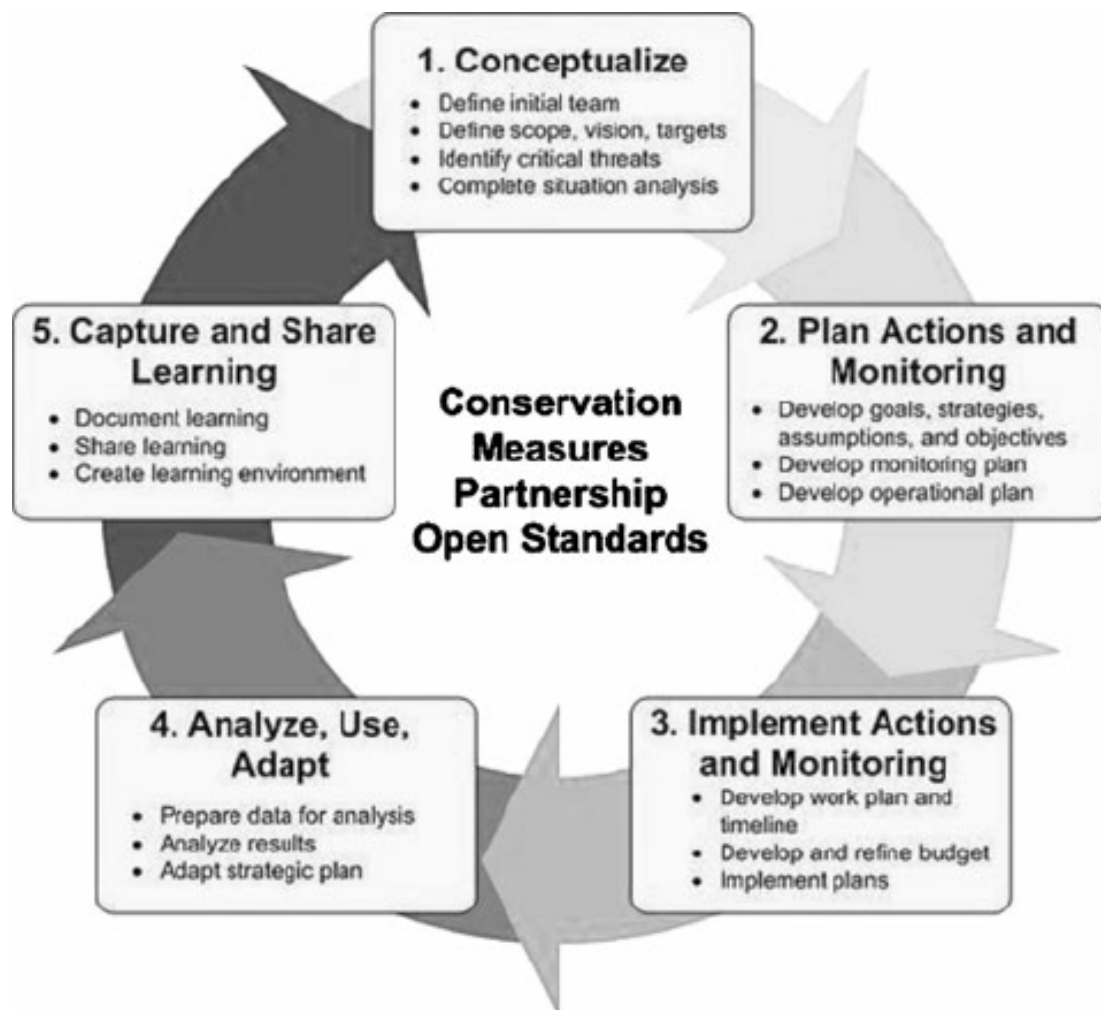 1. Conceptualize
• Define initial team
• Define scope, vision, targets
• Identify critical threats
• Complete situation analysis
2. Plan Actions and
Monitoring
• Develop goals, strategies,
assumptions, and objectives
• Develop monitoring plan
• Develop operational plan
3. Implement Actions
and Monitoring
• Develop work plan and
timeline
• Develop and refine budget
• Implement plans
4. Analyze, Use,
Adapt
• Prepare data for analysis
• Analyze results
• Adapt strategic plan
5. Capture and Share
Learning
• Document learning
• Share learning
• Create learning environment
Conservation
Measures
Partnership
Open Standards